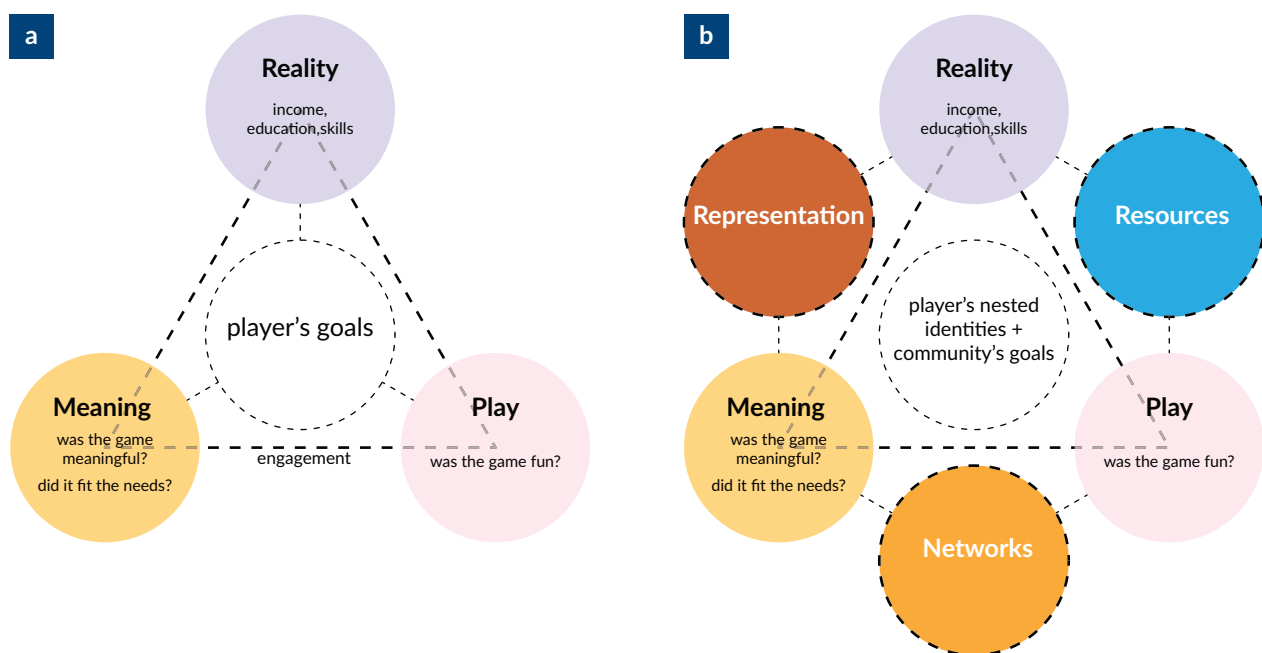 a
Reality
income,
education,skills
player’s goals
Meaning
was the game
meaningful?
did it fit the needs?
engagement
Play
was the game fun?
b
Reality
income,
education,skills
Representation
Resources
player’s nested
identities +
community’s goals
Meaning
was the game
meaningful?
did it fit the needs?
Play
was the game fun?
Networks